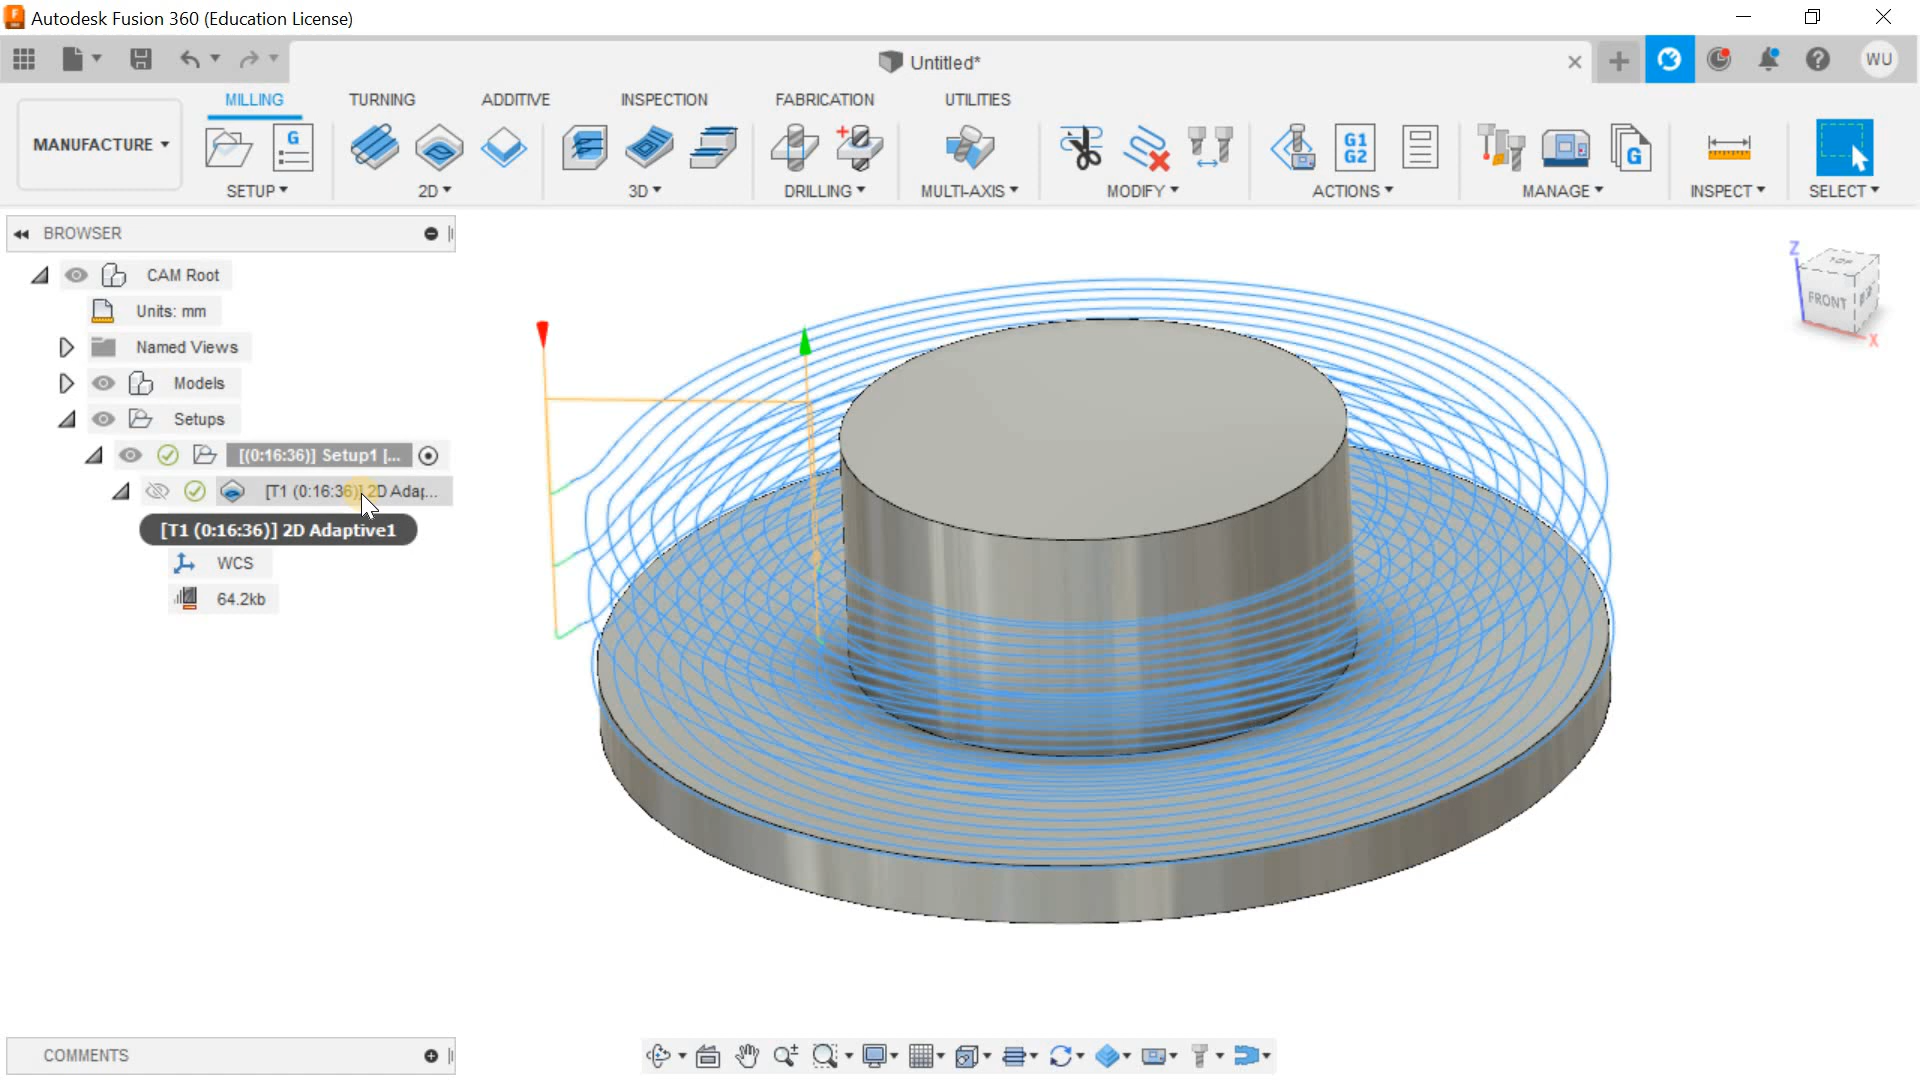 Autodesk Fusion 360 (Education License)
Untitled*
WU
MILLING TURNING ADDITIVE INSPECTION FABRICATION UTILITIES
MANUFACTURE
G
G1
G2
G
SETUP 2D 3D DRILLING MULTI-AXIS MODIFY ACTIONS MANAGE INSPECT SELECT
BROWSER
CAM Root
Units: mm
Named Views
Models
Setups
[(0:16:36)] Setup1 [...
[T1 (0:16:36)] 2D Adap...
[T1 (0:16:36)] 2D Adaptive1
WCS
64.2kb
Z
TOP
FRONT
X
COMMENTS